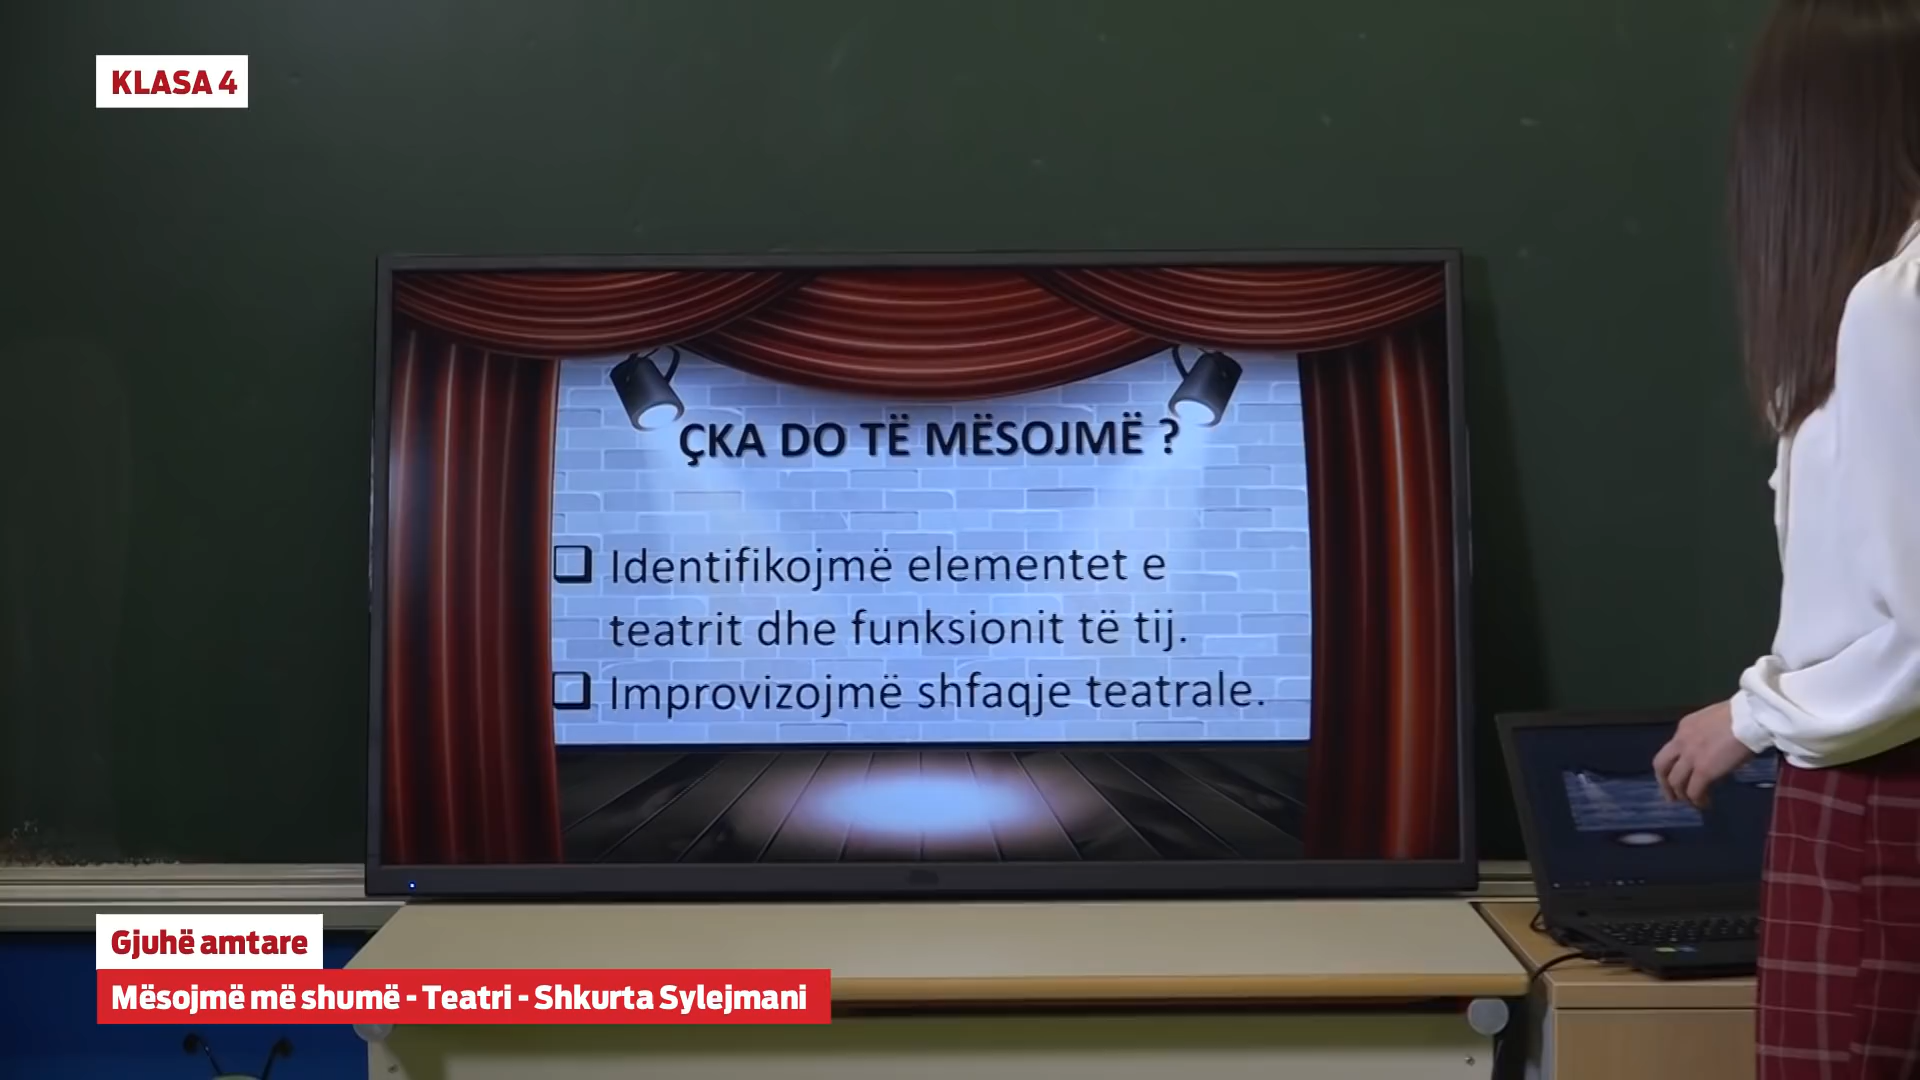 KLASA 4
ÇKA DO TË MËSOJMË ?
Identifikojmë elementet e
teatrit dhe funksionit të tij.
Improvizojmë shfaqje teatrale.
Gjuhë amtare
Mësojmë më shumë - Teatri - Shkurta Sylejmani